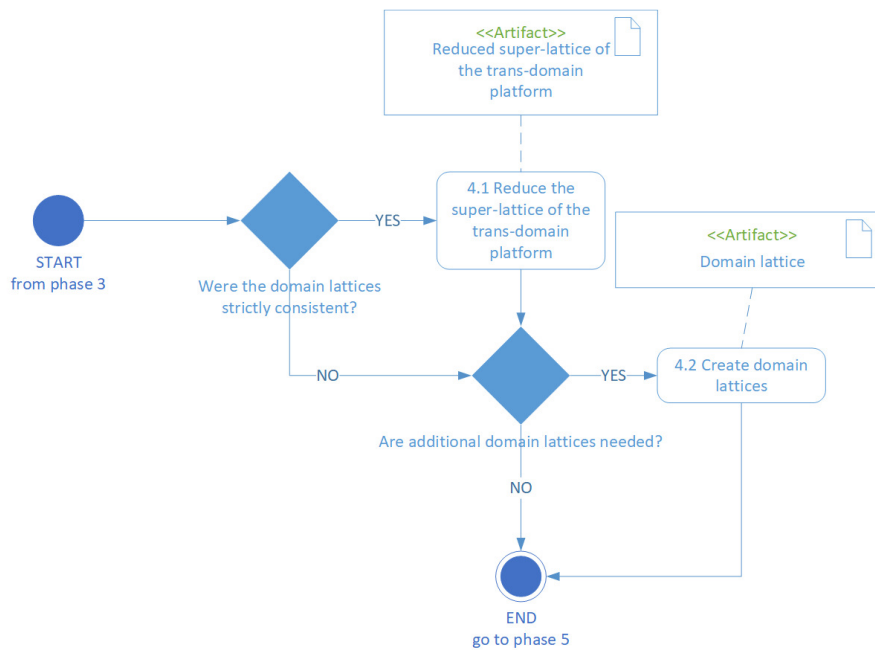 <<Artifact>>
Reduced super-lattice of
the trans-domain
platform
4.1 Reduce the
super-lattice of the
trans-domain
platform
YES
START
from phase 3
Were the domain lattices
strictly consistent?
<<Artifact>>
Domain lattice
NO
YES
4.2 Create domain
lattices
Are additional domain lattices needed?
NO
END
go to phase 5